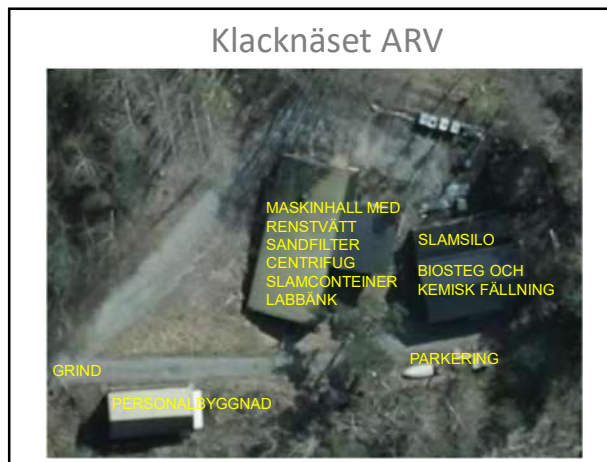 Klacknäset ARV
MASKINHALL MED
RENSTVÄTT
SANDFILTER
CENTRIFUG
SLAMCONTEINER
LABBÄNK
SLAMSILO
BIOSTEG OCH
KEMISK FÄLLNING
PARKERING
GRIND
PERSONALBYGGNAD